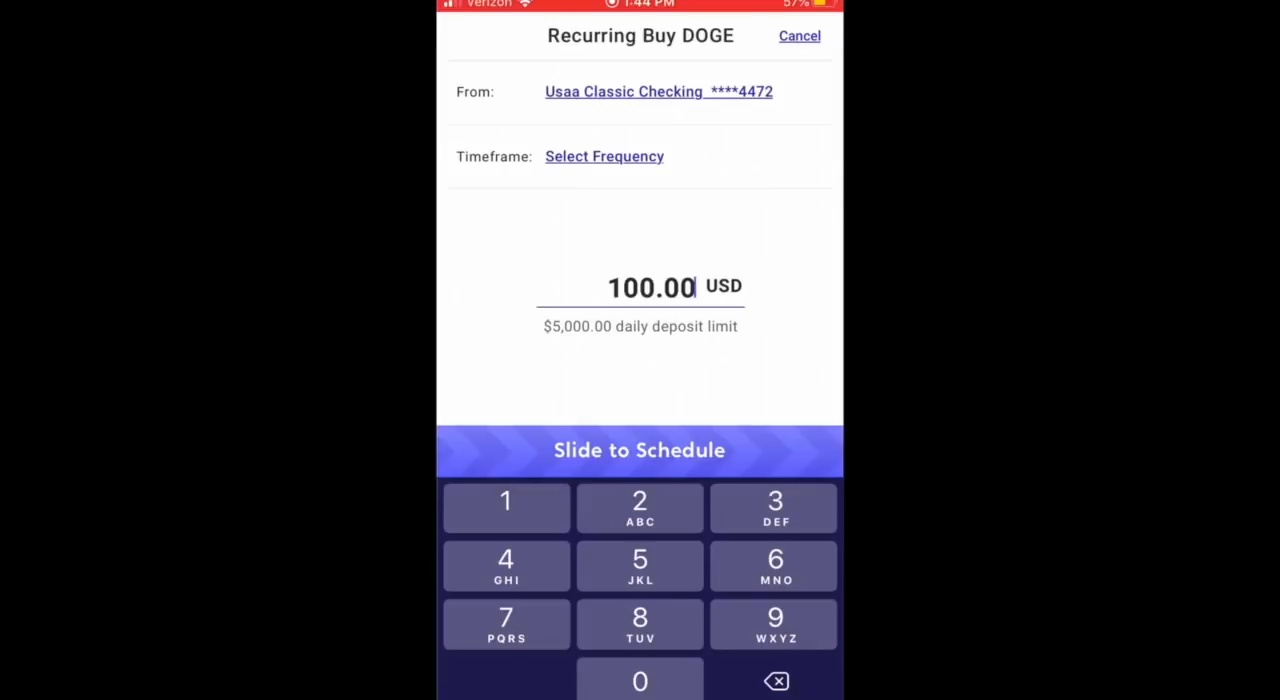 Verizon 1:44 PM 57%
Recurring Buy DOGE Cancel
From: Usaa Classic Checking ****4472
Timeframe: Select Frequency
100.00 USD
$5,000.00 daily deposit limit
Slide to Schedule
1 2 3
ABC DEF
4 5 6
GHI JKL MNO
7 8 9
PQRS TUV WXYZ
0